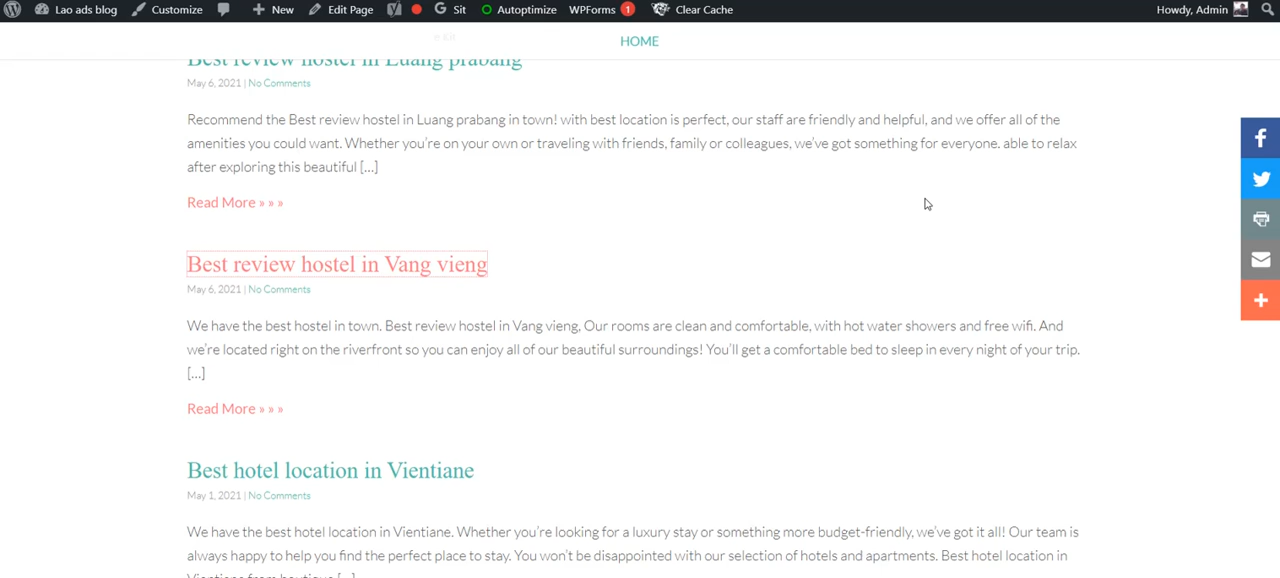 Lao ads blog Customize New Edit Page Sit Autoptimize WPForms 1 Clear Cache Howdy, Admin
HOME
Best review hostel in Luang prabang
May 6, 2021 | No Comments
Recommend the Best review hostel in Luang prabang in town! with best location is perfect, our staff are friendly and helpful, and we offer all of the
amenities you could want. Whether you're on your own or traveling with friends, family or colleagues, we've got something for everyone. able to relax
after exploring this beautiful […]
Read More » » »
Best review hostel in Vang vieng
May 6, 2021 | No Comments
We have the best hostel in town. Best review hostel in Vang vieng, Our rooms are clean and comfortable, with hot water showers and free wifi. And
we're located right on the riverfront so you can enjoy all of our beautiful surroundings! You'll get a comfortable bed to sleep in every night of your trip.
[…]
Read More » » »
Best hotel location in Vientiane
May 1, 2021 | No Comments
We have the best hotel location in Vientiane. Whether you're looking for a luxury stay or something more budget-friendly, we've got it all! Our team is
always happy to help you find the perfect place to stay. You won't be disappointed with our selection of hotels and apartments. Best hotel location in
Vientiane from boutique […]